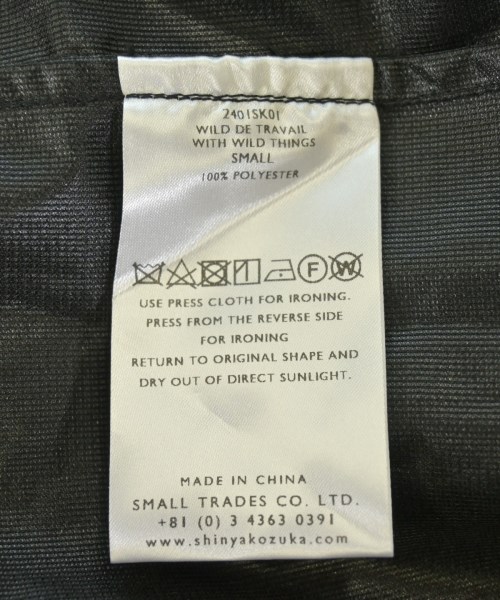 2401SK01
WILD DE TRAVAIL
WITH WILD THINGS
SMALL
100% POLYESTER
F W
USE PRESS CLOTH FOR IRONING.
PRESS FROM THE REVERSE SIDE
FOR IRONING
RETURN TO ORIGINAL SHAPE AND
DRY OUT OF DIRECT SUNLIGHT.
MADE IN CHINA
SMALL TRADES CO. LTD.
+81 (0) 3 4363 0391
www.shinyakozuka.com